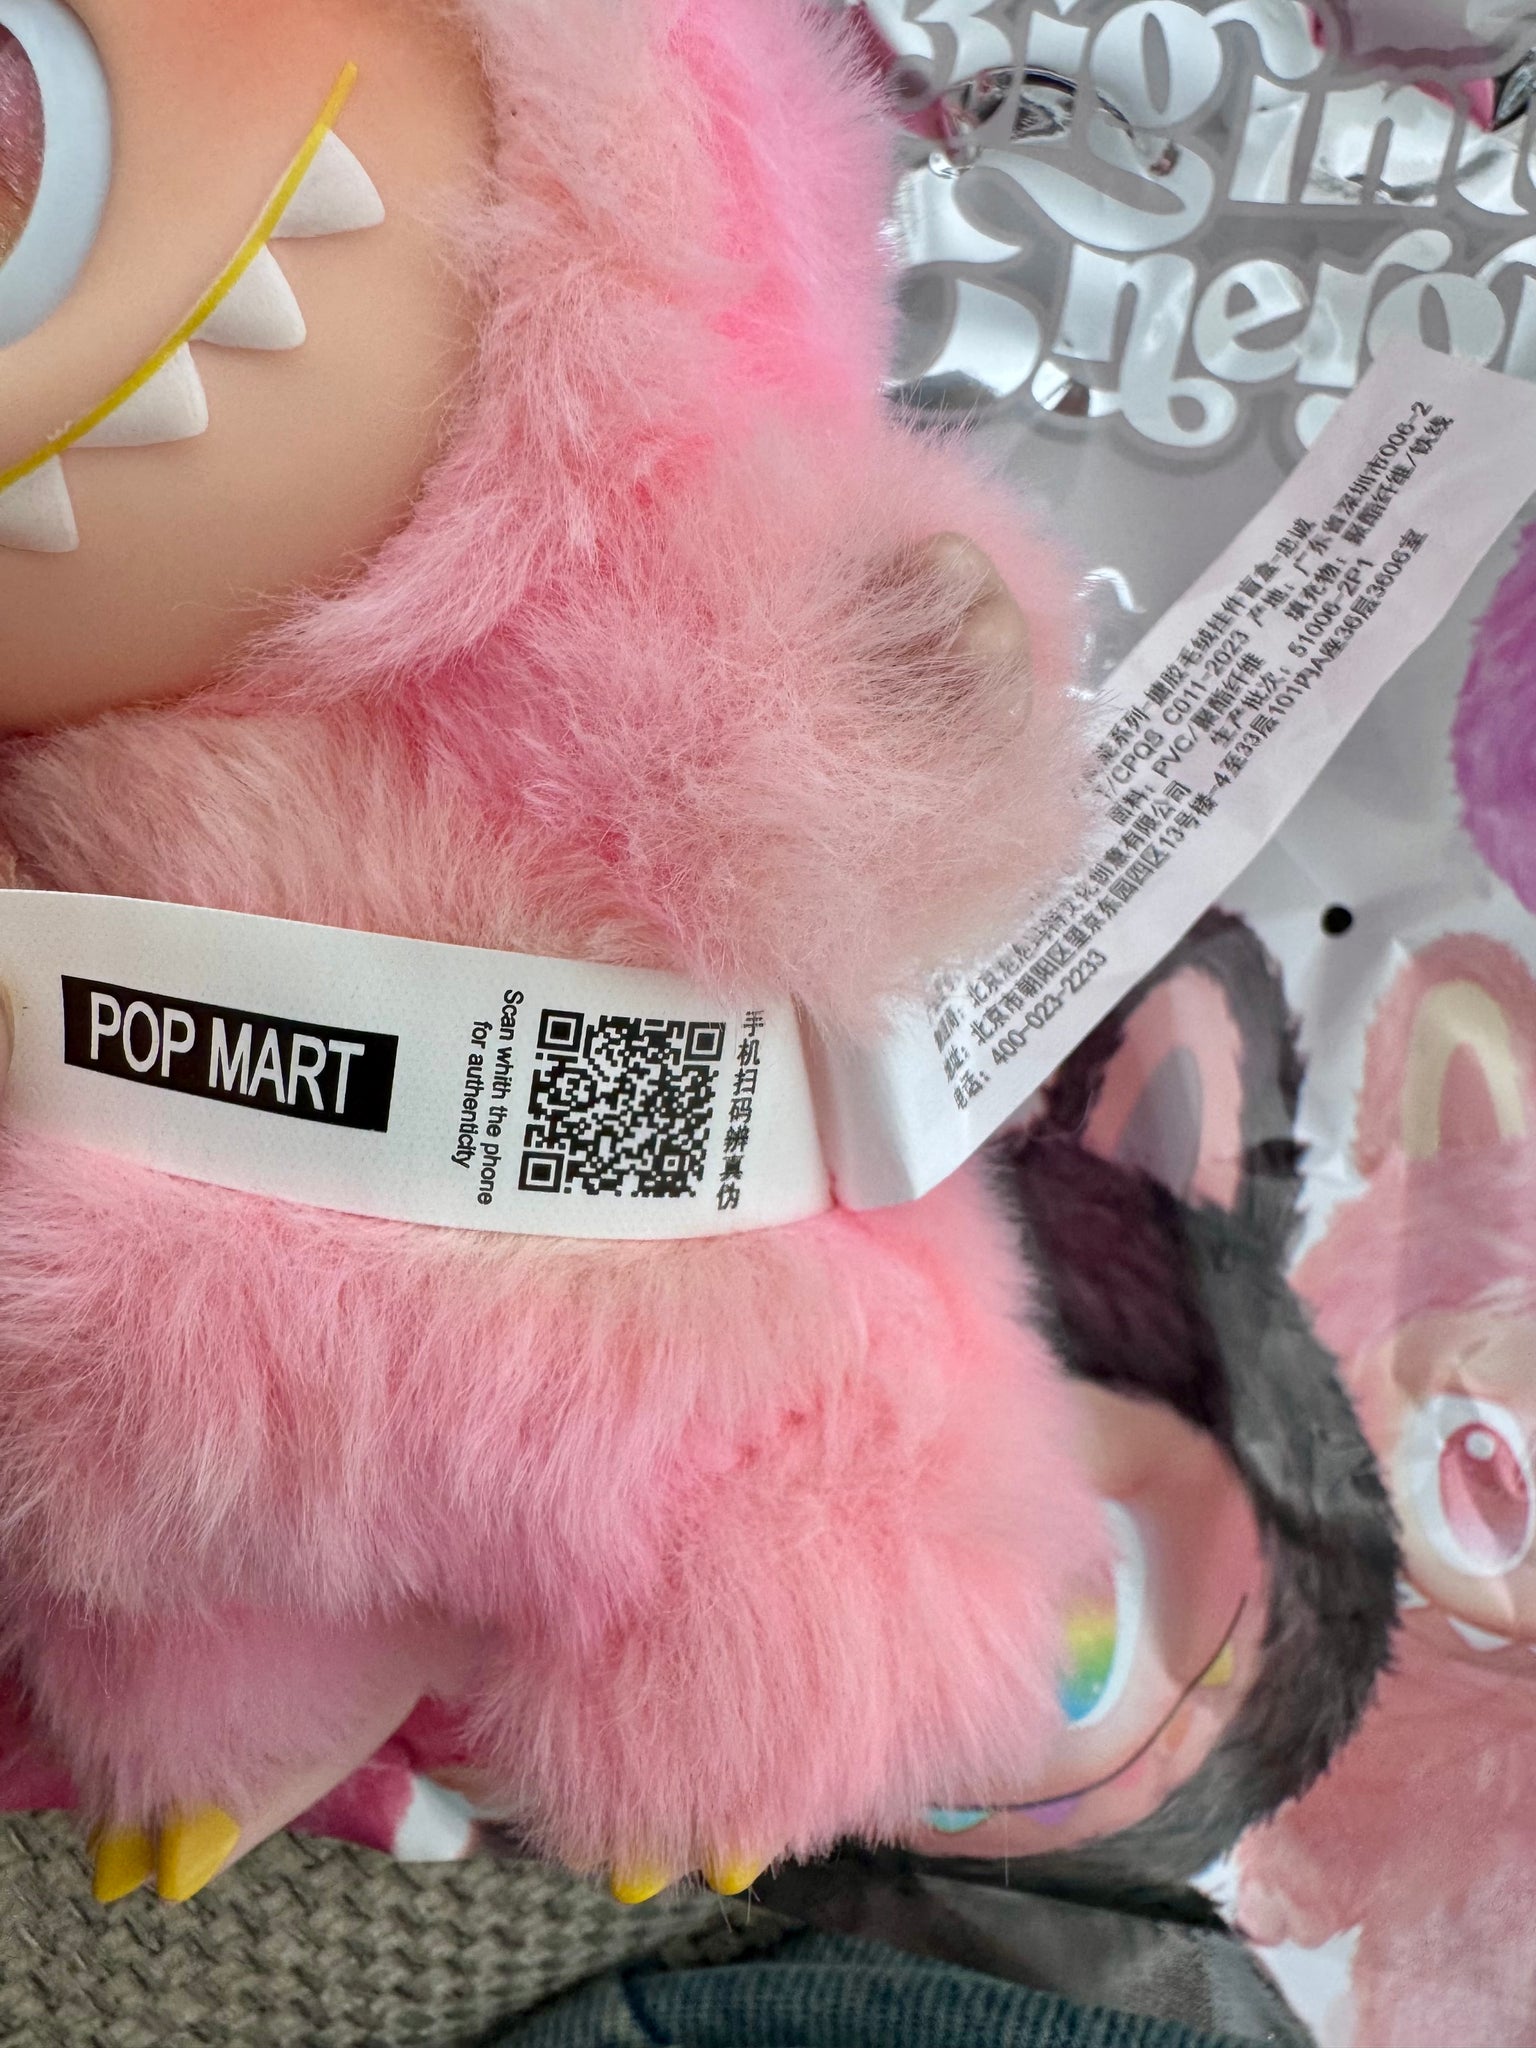 Big into
Energy
POP MART
Scan whith the phone
for authenticity
手机扫码辨真伪
系列-搪胶毛绒挂件盲盒-忠诚
/CPQS C011-2023 产地：广东省深圳市006-2
面料：PVC/聚酯纤维 填充物：聚酯纤维/铁线
生产批次：51006-2P1
北京泡泡玛特文化创意有限公司
地址：北京市朝阳区望京东园四区13号楼-4至33层101内A座36层3606室
电话：400-023-2233